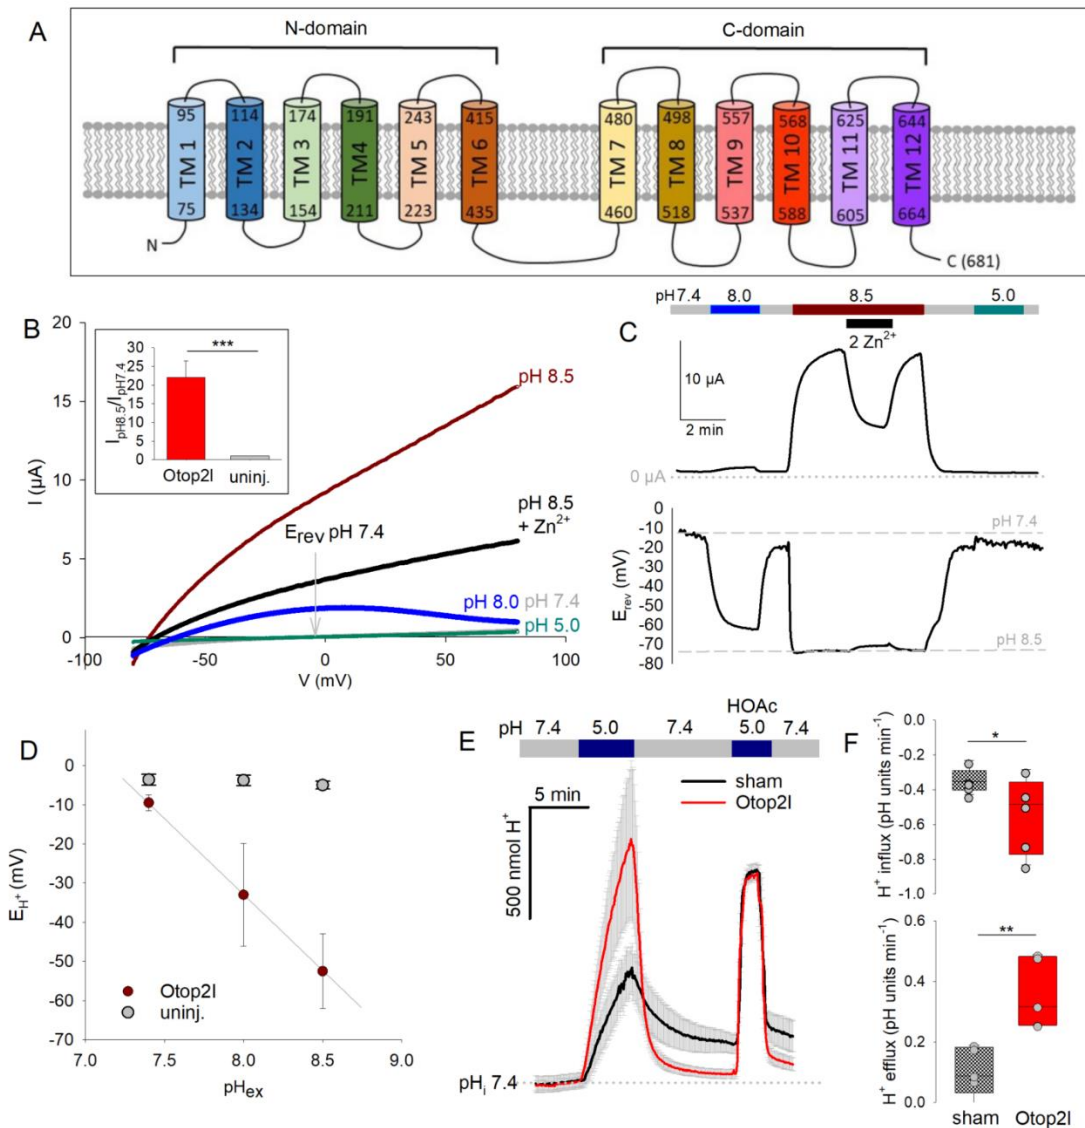 A
N-domain
C-domain
95 114 174 191 243 415 480 498 557 568 625 644
TM 1 TM 2 TM 3 TM4 TM 5 TM 6 TM 7 TM 8 TM 9 TM 10 TM 11 TM 12
75 134 154 211 223 435 460 518 537 588 605 664
N
C (681)
B
20
15
10
5
0
I (µA)
-100 -50 0 50 100
V (mV)
30
25
20
15
10
5
0
IpH8.5/IpH7.4
***
Otop2l uninj.
pH 8.5
pH 8.5
+ Zn2+
Erev pH 7.4
pH 8.0
pH 7.4
pH 5.0
C
pH 7.4 8.0 8.5 5.0
2 Zn2+
10 µA
2 min
0 µA
0
-10
-20
-30
-40
-50
-60
-70
-80
Erev (mV)
pH 7.4
pH 8.5
D
0
-10
-20
-30
-40
-50
-60
-70
EH+ (mV)
Otop2l
uninj.
7.0 7.5 8.0 8.5 9.0
pHex
E
HOAc
pH 7.4 5.0 7.4 5.0 7.4
5 min
500 nmol H+
sham
Otop2l
pHi 7.4
F
0.0
-0.2
-0.4
-0.6
-0.8
-1.0
H+ influx (pH units min-1)
*
0.6
0.4
0.2
0.0
H+ efflux (pH units min-1)
**
sham Otop2l